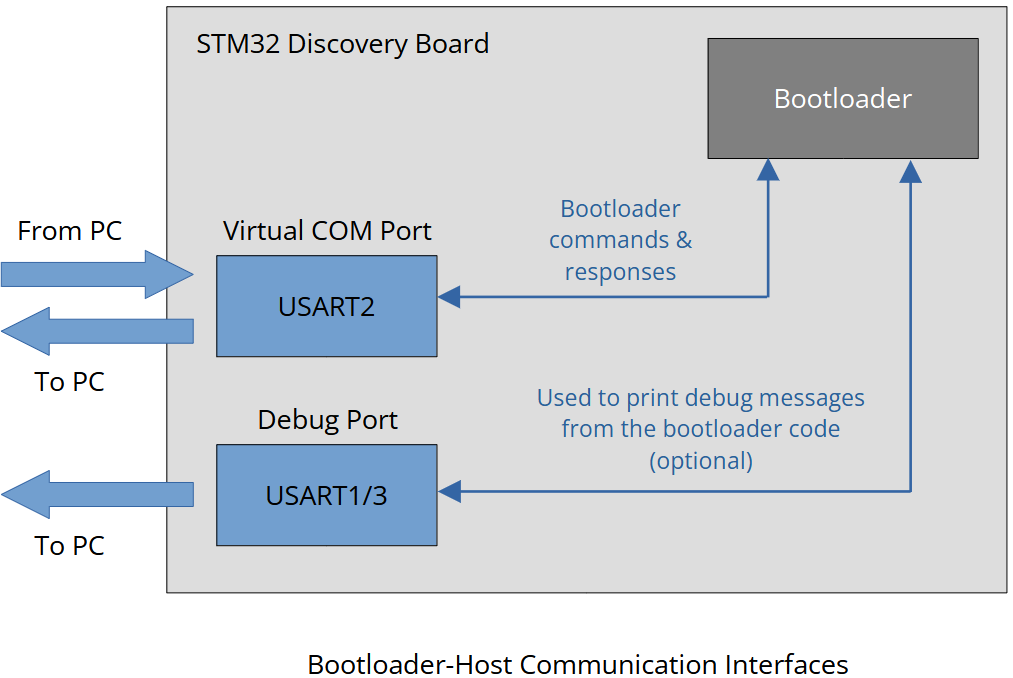 STM32 Discovery Board
Bootloader
From PC
Virtual COM Port
Bootloader
commands &
responses
USART2
To PC
Debug Port
Used to print debug messages
from the bootloader code
(optional)
USART1/3
To PC
Bootloader-Host Communication Interfaces